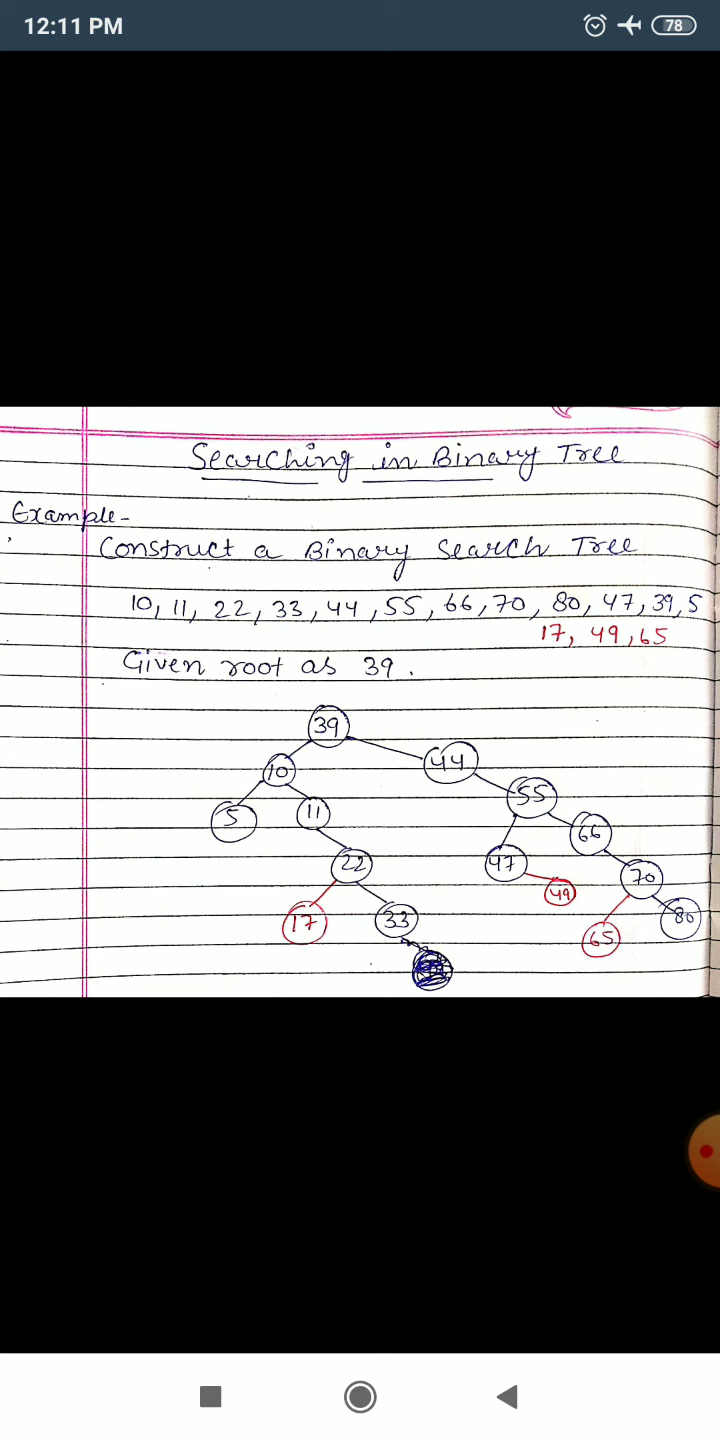 12:11 PM
78
Searching in Binary Tree
Example-
Construct a Binary Search Tree
10, 11, 22, 33, 44, 55, 66, 70, 80, 47, 39, 5
17, 49, 65
Given root as 39.
39
10 44
5 11 55
22 47 66
17 33 49 70
65 80